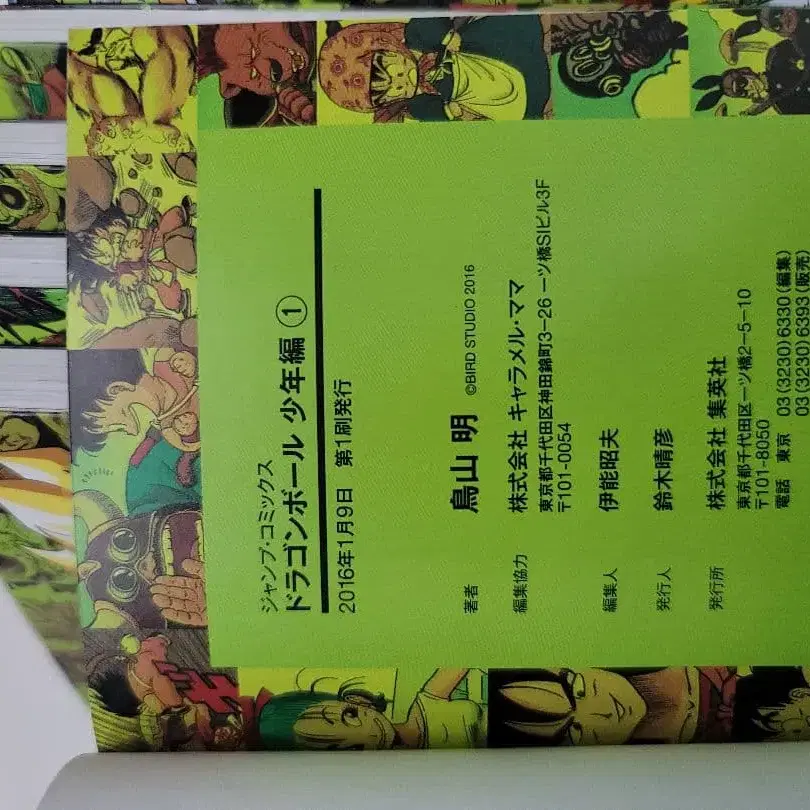 ジャンプ・コミックス
ドラゴンボール 少年編 ①
2016年1月9日 第1刷発行
著者 鳥山 明 ©BIRD STUDIO 2016
編集協力 株式会社 キャラメル・ママ
東京都千代田区神田錦町3-26 一ツ橋SIビル3F
〒101-0054
編集人 伊能昭夫
発行人 鈴木晴彦
発行所 株式会社 集英社
東京都千代田区一ツ橋2-5-10
〒101-8050
電話 東京 03(3230)6330(編集)
03(3230)6393(販売)